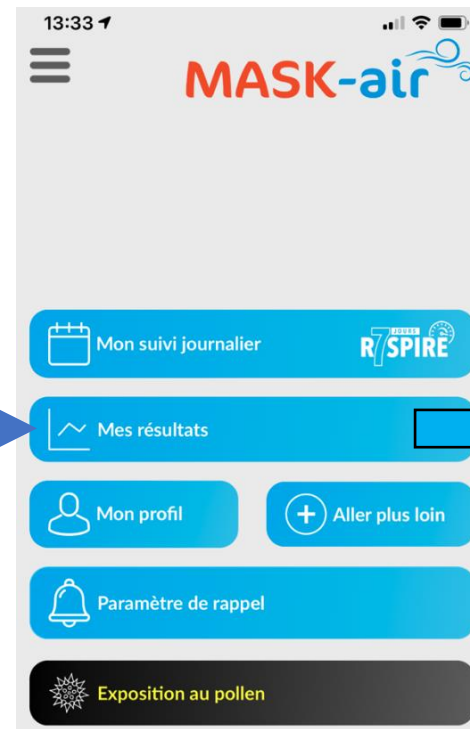 13:33
MASK-air
Mon suivi journalier
R7SPIRE
JOURS
Mes résultats
Mon profil
Aller plus loin
Paramètre de rappel
Exposition au pollen